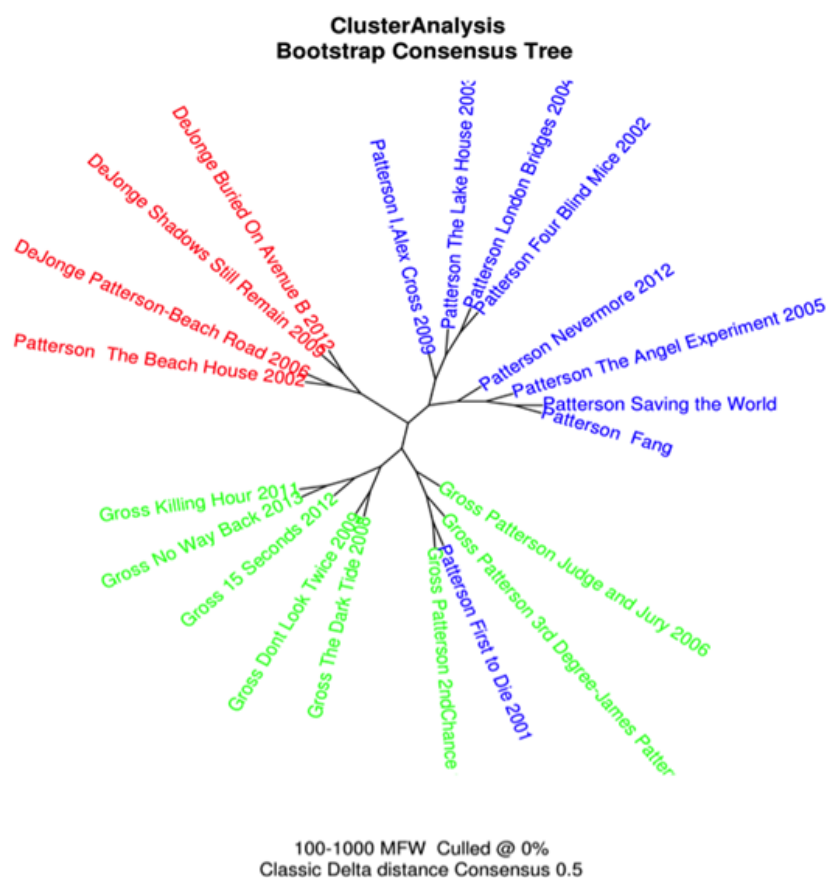 ClusterAnalysis
Bootstrap Consensus Tree
DeJonge Buried On Avenue B 2012
DeJonge Shadows Still Remain 2009
DeJonge Patterson-Beach Road 2006
Patterson The Beach House 2002
Patterson I,Alex Cross 2009
Patterson The Lake House 2003
Patterson London Bridges 2004
Patterson Four Blind Mice 2002
Patterson Nevermore 2012
Patterson The Angel Experiment 2005
Patterson Saving the World
Patterson Fang
Gross Killing Hour 2011
Gross No Way Back 2013
Gross 15 Seconds 2012
Gross Dont Look Twice 2009
Gross The Dark Tide 2008
Gross Patterson 2ndChance
Patterson First to Die 2001
Gross Patterson 3rd Degree-James Patter
Gross Patterson Judge and Jury 2006
100-1000 MFW Culled @ 0%
Classic Delta distance Consensus 0.5